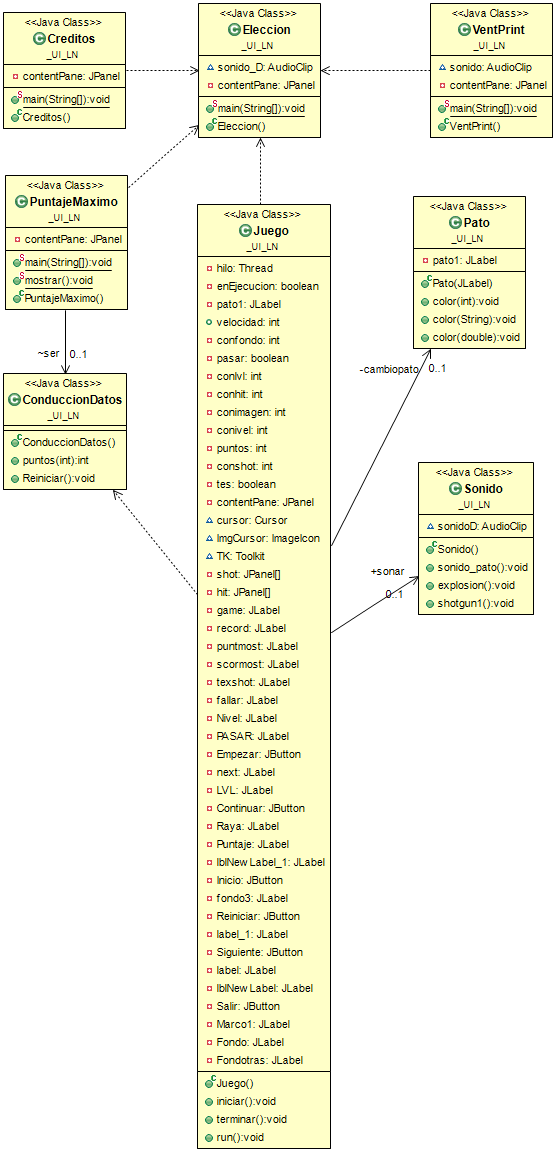 <<Java Class>>
Creditos
_UI_LN
contentPane: JPanel
main(String[]):void
Creditos()
<<Java Class>>
Eleccion
_UI_LN
sonido_D: AudioClip
contentPane: JPanel
main(String[]):void
Eleccion()
<<Java Class>>
VentPrint
_UI_LN
sonido: AudioClip
contentPane: JPanel
main(String[]):void
VentPrint()
<<Java Class>>
PuntajeMaximo
_UI_LN
contentPane: JPanel
main(String[]):void
mostrar():void
PuntajeMaximo()
~ser 0..1
<<Java Class>>
ConduccionDatos
_UI_LN
ConduccionDatos()
puntos(int):int
Reiniciar():void
<<Java Class>>
Juego
_UI_LN
hilo: Thread
enEjecucion: boolean
pato1: JLabel
velocidad: int
confondo: int
pasar: boolean
conlvl: int
conhit: int
conimagen: int
conivel: int
puntos: int
conshot: int
tes: boolean
contentPane: JPanel
cursor: Cursor
ImgCursor: ImageIcon
TK: Toolkit
shot: JPanel[]
hit: JPanel[]
game: JLabel
record: JLabel
puntmost: JLabel
scormost: JLabel
texshot: JLabel
fallar: JLabel
Nivel: JLabel
PASAR: JLabel
Empezar: JButton
next: JLabel
LVL: JLabel
Continuar: JButton
Raya: JLabel
Puntaje: JLabel
lblNewLabel_1: JLabel
Inicio: JButton
fondo3: JLabel
Reiniciar: JButton
label_1: JLabel
Siguiente: JButton
label: JLabel
lblNewLabel: JLabel
Salir: JButton
Marco1: JLabel
Fondo: JLabel
Fondotras: JLabel
Juego()
iniciar():void
terminar():void
run():void
<<Java Class>>
Pato
_UI_LN
pato1: JLabel
Pato(JLabel)
color(int):void
color(String):void
color(double):void
-cambiopato 0..1
<<Java Class>>
Sonido
_UI_LN
sonidoD: AudioClip
Sonido()
sonido_pato():void
explosion():void
shotgun1():void
+sonar
0..1